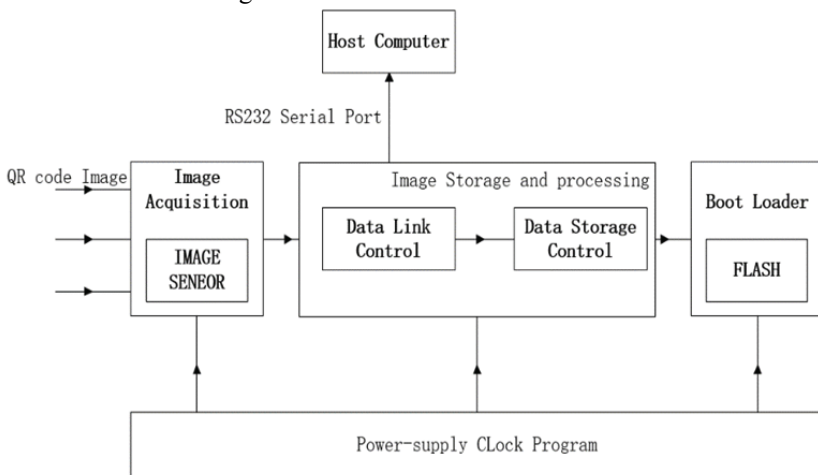 Host Computer
RS232 Serial Port
QR code Image
Image
Acquisition
IMAGE
SENEOR
Image Storage and processing
Data Link
Control
Data Storage
Control
Boot Loader
FLASH
Power-supply CLock Program